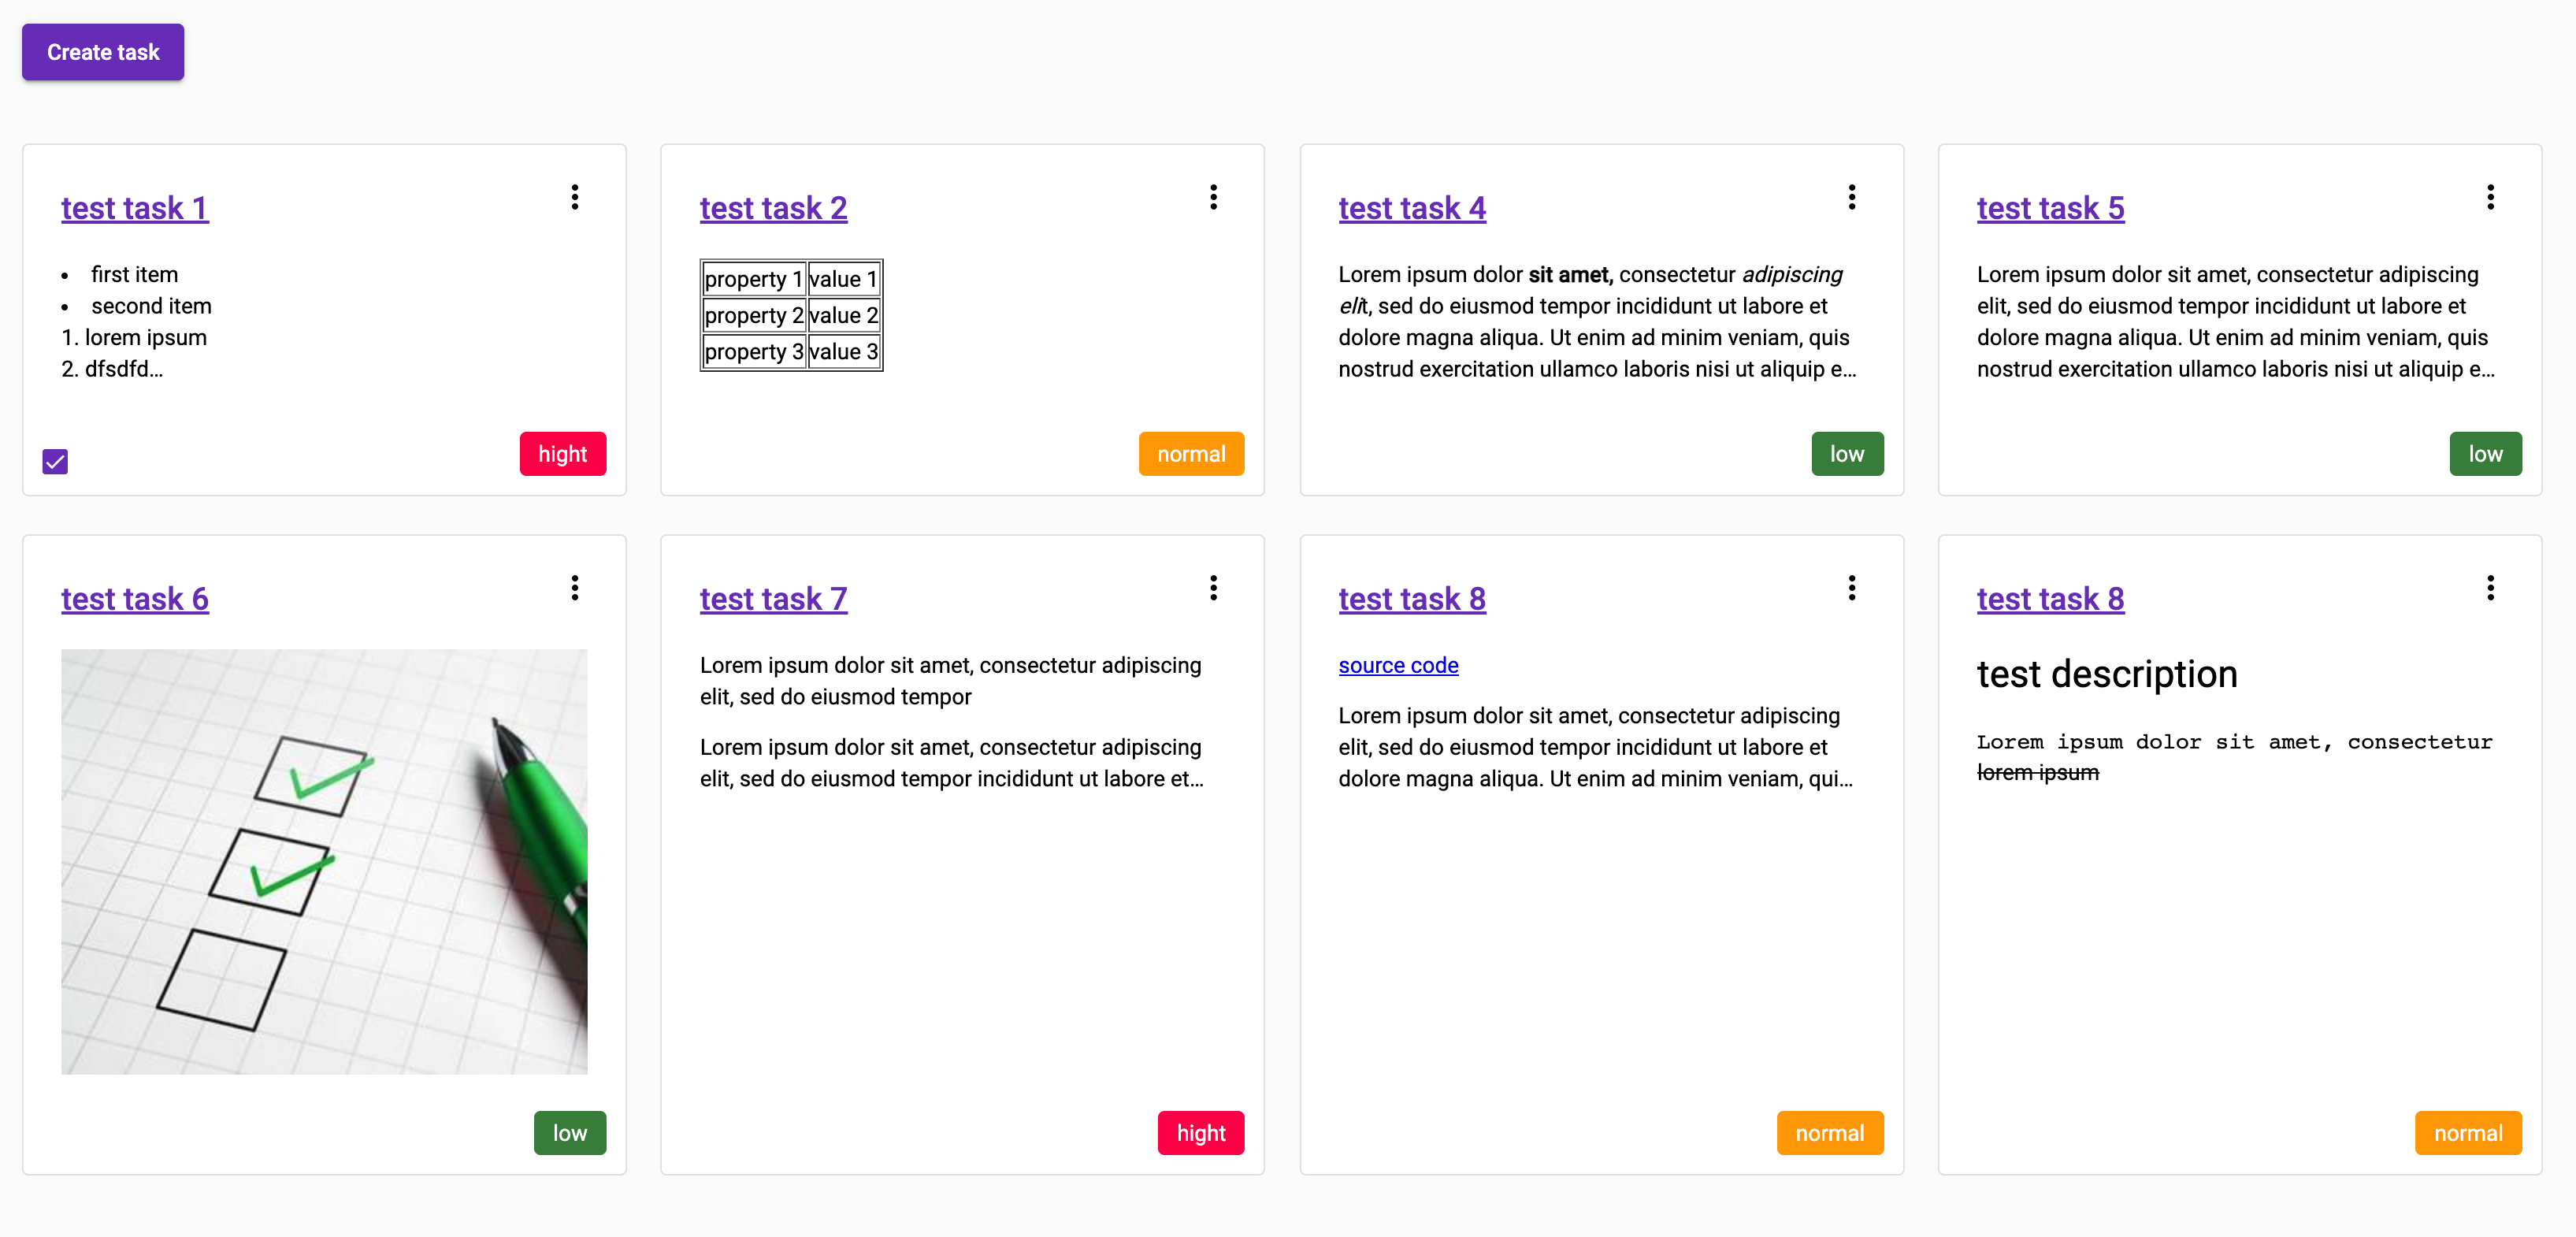 Create task
test task 1
• first item
• second item
1. lorem ipsum
2. dfsdfd...
hight
test task 2
property 1 value 1
property 2 value 2
property 3 value 3
normal
test task 4
Lorem ipsum dolor sit amet, consectetur adipiscing
elit, sed do eiusmod tempor incididunt ut labore et
dolore magna aliqua. Ut enim ad minim veniam, quis
nostrud exercitation ullamco laboris nisi ut aliquip e...
low
test task 5
Lorem ipsum dolor sit amet, consectetur adipiscing
elit, sed do eiusmod tempor incididunt ut labore et
dolore magna aliqua. Ut enim ad minim veniam, quis
nostrud exercitation ullamco laboris nisi ut aliquip e...
low
test task 6
low
test task 7
Lorem ipsum dolor sit amet, consectetur adipiscing
elit, sed do eiusmod tempor
Lorem ipsum dolor sit amet, consectetur adipiscing
elit, sed do eiusmod tempor incididunt ut labore et...
hight
test task 8
source code
Lorem ipsum dolor sit amet, consectetur adipiscing
elit, sed do eiusmod tempor incididunt ut labore et
dolore magna aliqua. Ut enim ad minim veniam, qui...
normal
test task 8
test description
Lorem ipsum dolor sit amet, consectetur
lorem ipsum
normal